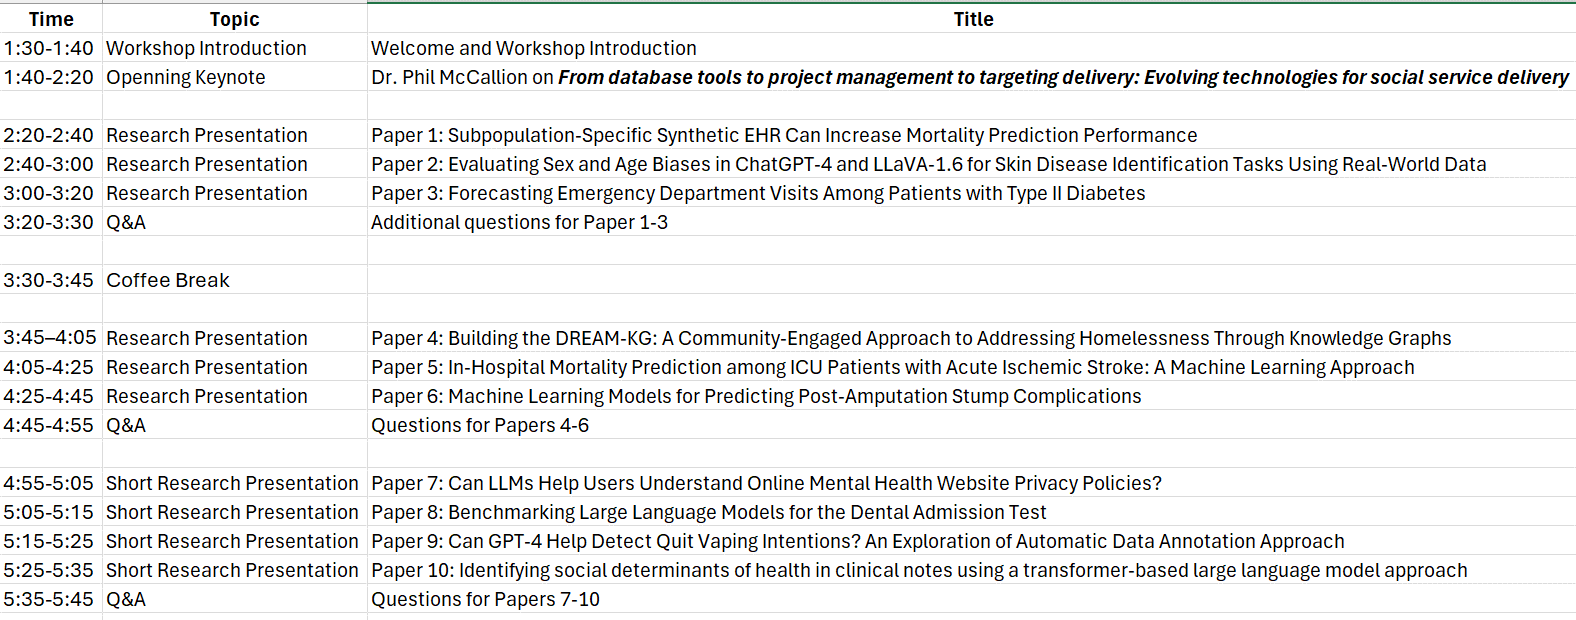 Time Topic Title
1:30-1:40 Workshop Introduction Welcome and Workshop Introduction
1:40-2:20 Openning Keynote Dr. Phil McCallion on From database tools to project management to targeting delivery: Evolving technologies for social service delivery
2:20-2:40 Research Presentation Paper 1: Subpopulation-Specific Synthetic EHR Can Increase Mortality Prediction Performance
2:40-3:00 Research Presentation Paper 2: Evaluating Sex and Age Biases in ChatGPT-4 and LLaVA-1.6 for Skin Disease Identification Tasks Using Real-World Data
3:00-3:20 Research Presentation Paper 3: Forecasting Emergency Department Visits Among Patients with Type II Diabetes
3:20-3:30 Q&A Additional questions for Paper 1-3
3:30-3:45 Coffee Break
3:45–4:05 Research Presentation Paper 4: Building the DREAM-KG: A Community-Engaged Approach to Addressing Homelessness Through Knowledge Graphs
4:05-4:25 Research Presentation Paper 5: In-Hospital Mortality Prediction among ICU Patients with Acute Ischemic Stroke: A Machine Learning Approach
4:25-4:45 Research Presentation Paper 6: Machine Learning Models for Predicting Post-Amputation Stump Complications
4:45-4:55 Q&A Questions for Papers 4-6
4:55-5:05 Short Research Presentation Paper 7: Can LLMs Help Users Understand Online Mental Health Website Privacy Policies?
5:05-5:15 Short Research Presentation Paper 8: Benchmarking Large Language Models for the Dental Admission Test
5:15-5:25 Short Research Presentation Paper 9: Can GPT-4 Help Detect Quit Vaping Intentions? An Exploration of Automatic Data Annotation Approach
5:25-5:35 Short Research Presentation Paper 10: Identifying social determinants of health in clinical notes using a transformer-based large language model approach
5:35-5:45 Q&A Questions for Papers 7-10